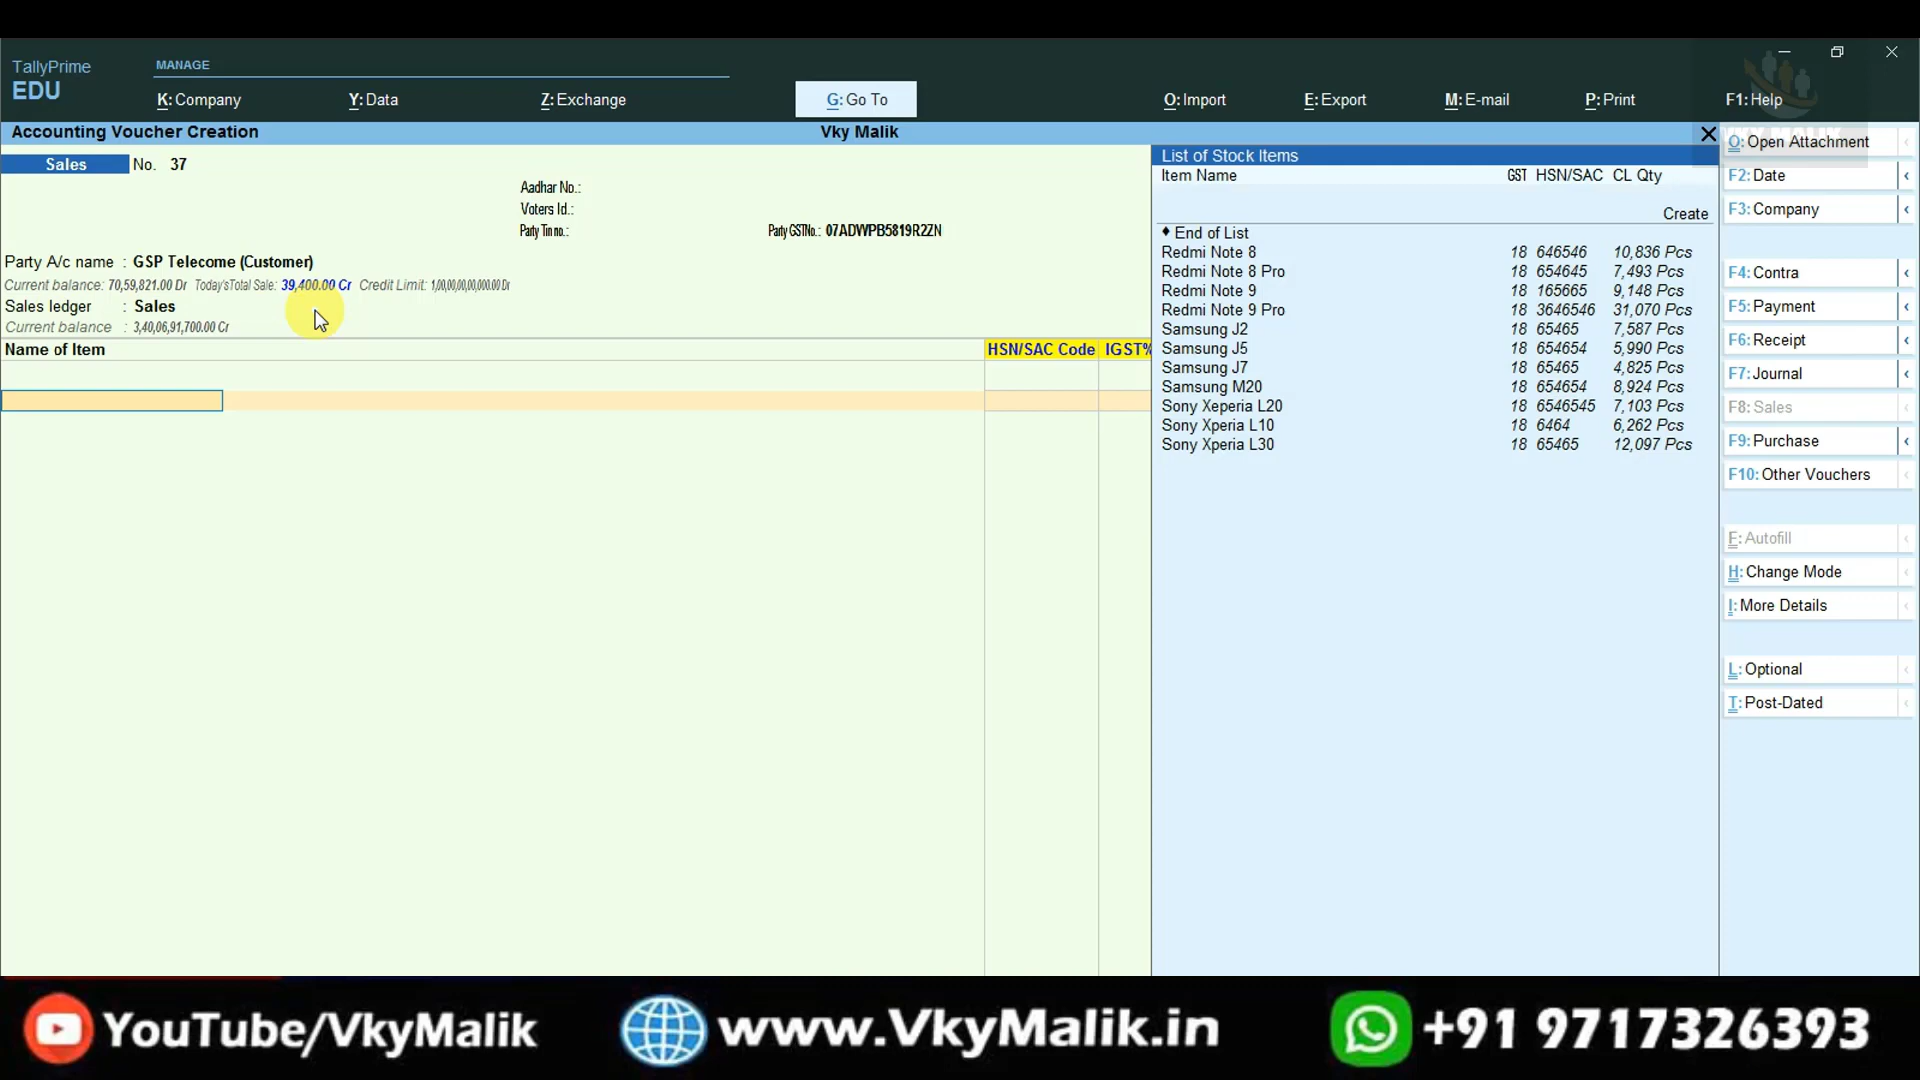 TallyPrime
EDU
MANAGE
K: Company
Y: Data
Z: Exchange
G: Go To
O: Import
E: Export
M: E-mail
P: Print
F1: Help
Accounting Voucher Creation
Vky Malik
Sales No. 37
Aadhar No.:
Voters Id.:
Party Tin no.:
Party GSTNo.: 07ADWPB5819R2ZN
Party A/c name : GSP Telecome (Customer)
Current balance: 70,59,821.00 Dr Today'sTotal Sale: 39,400.00 Cr Credit Limit: 1,00,00,00,00,000.00 Dr
Sales ledger : Sales
Current balance : 3,40,06,91,700.00 Cr
Name of Item
HSN/SAC Code IGST%
List of Stock Items
Item Name GST HSN/SAC CL Qty
Create
♦ End of List
Redmi Note 8 18 646546 10,836 Pcs
Redmi Note 8 Pro 18 654645 7,493 Pcs
Redmi Note 9 18 165665 9,148 Pcs
Redmi Note 9 Pro 18 3646546 31,070 Pcs
Samsung J2 18 65465 7,587 Pcs
Samsung J5 18 654654 5,990 Pcs
Samsung J7 18 65465 4,825 Pcs
Samsung M20 18 654654 8,924 Pcs
Sony Xeperia L20 18 6546545 7,103 Pcs
Sony Xperia L10 18 6464 6,262 Pcs
Sony Xperia L30 18 65465 12,097 Pcs
O: Open Attachment
F2: Date
F3: Company
F4: Contra
F5: Payment
F6: Receipt
F7: Journal
F8: Sales
F9: Purchase
F10: Other Vouchers
F: Autofill
H: Change Mode
I: More Details
L: Optional
T: Post-Dated
YouTube/VkyMalik
www.VkyMalik.in
+91 9717326393